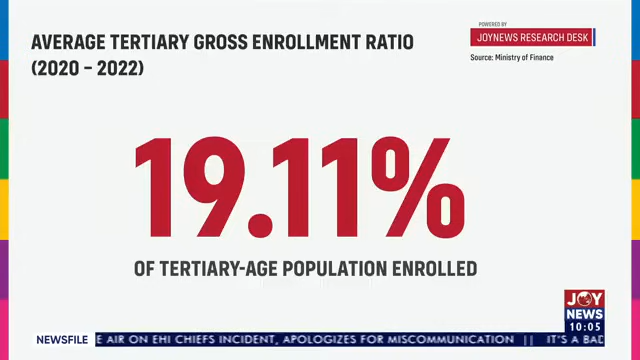 POWERED BY
AVERAGE TERTIARY GROSS ENROLLMENT RATIO
(2020 – 2022)
JOYNEWS RESEARCH DESK
Source: Ministry of Finance
19.11%
OF TERTIARY-AGE POPULATION ENROLLED
JOY
NEWS
10:05
NEWSFILE
E AIR ON EHI CHIEFS INCIDENT, APOLOGIZES FOR MISCOMMUNICATION || IT'S A BAD